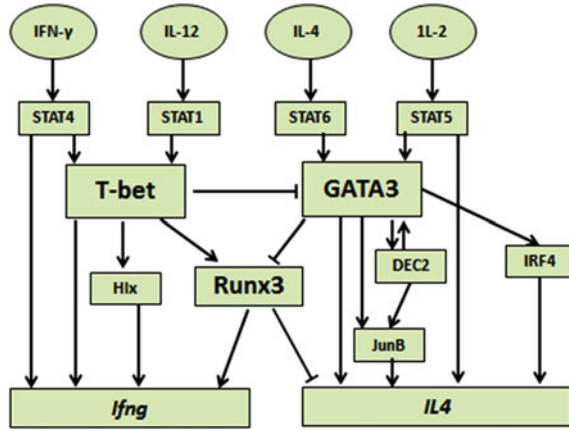 IFN-γ
IL-12
IL-4
1L-2
STAT4
STAT1
STAT6
STAT5
T-bet
GATA3
Hlx
Runx3
DEC2
IRF4
JunB
Ifng
IL4